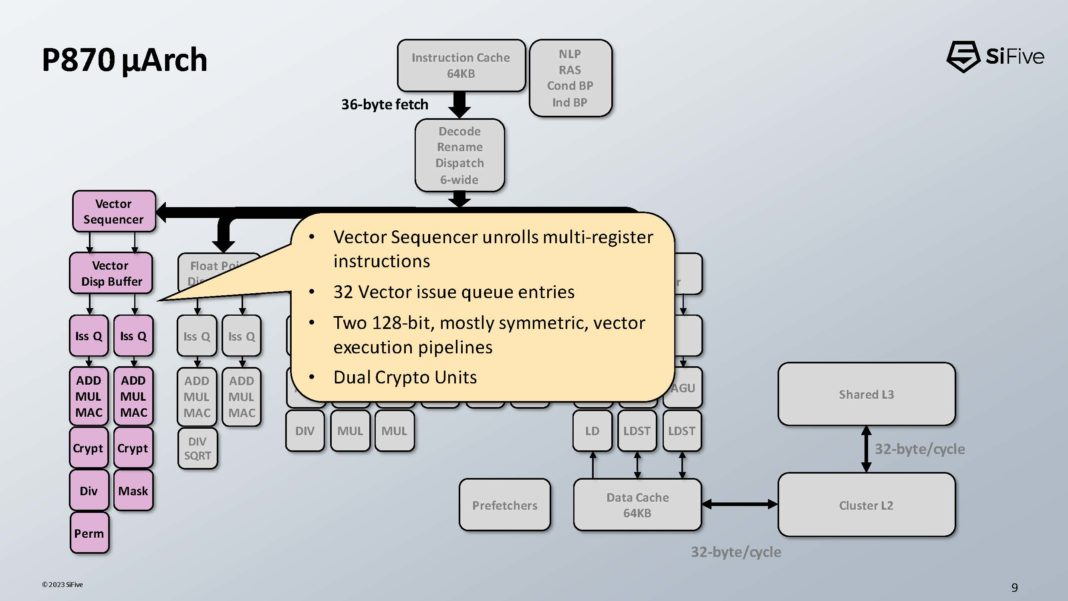 P870 µArch
SiFive
Instruction Cache
64KB
NLP
RAS
Cond BP
Ind BP
36-byte fetch
Decode
Rename
Dispatch
6-wide
Vector
Sequencer
Vector
Disp Buffer
Float Poi
• Vector Sequencer unrolls multi-register
instructions
• 32 Vector issue queue entries
• Two 128-bit, mostly symmetric, vector
execution pipelines
• Dual Crypto Units
Iss Q
Iss Q
Iss Q
Iss Q
ADD
MUL
MAC
ADD
MUL
MAC
ADD
MUL
MAC
ADD
MUL
MAC
AGU
Crypt
Crypt
DIV
SQRT
DIV
MUL
MUL
LD
LDST
LDST
Div
Mask
Perm
Prefetchers
Data Cache
64KB
Shared L3
32-byte/cycle
Cluster L2
32-byte/cycle
© 2023 SiFive
9